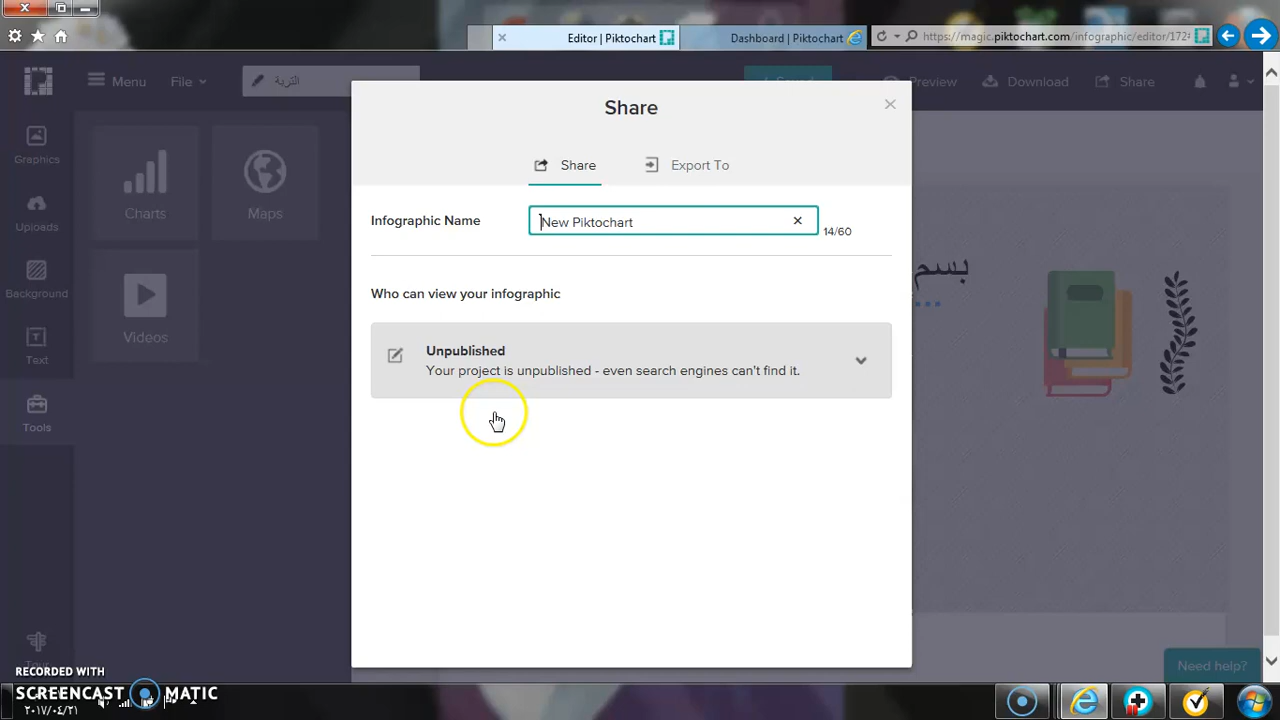 Editor | Piktochart
Dashboard | Piktochart
https://magic.piktochart.com/infographic/editor/172
Menu
File
التربة
Preview
Download
Share
Share
Share
Export To
Infographic Name
New Piktochart
14/60
Who can view your infographic
Unpublished
Your project is unpublished - even search engines can't find it.
Graphics
Uploads
Background
Text
Tools
Charts
Maps
Videos
بسم
Need help?
RECORDED WITH
SCREENCAST MATIC
٢٠١٧/٠٤/٢١